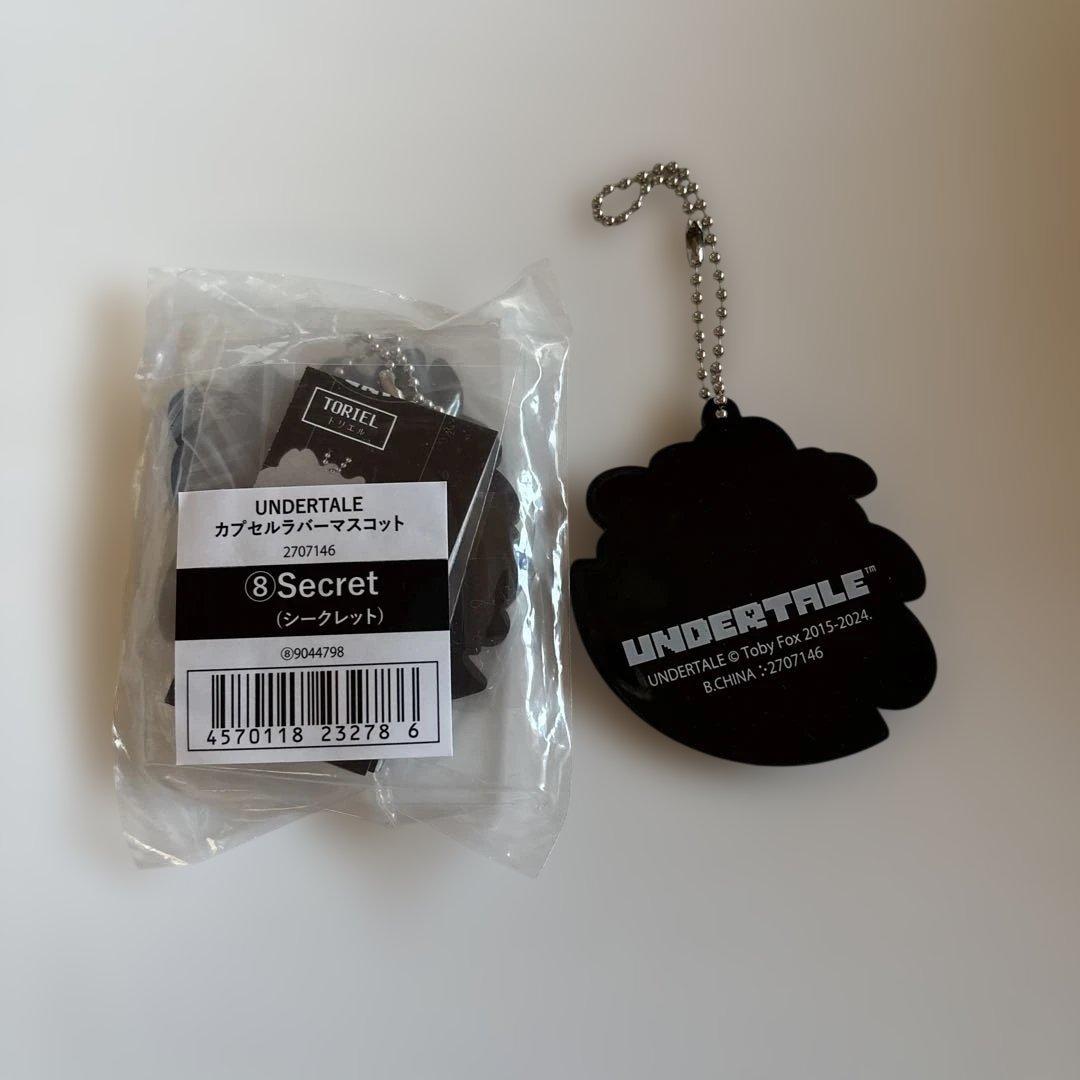 TORIEL
トリエル
UNDERTALE
カプセルラバーマスコット
2707146
⑧Secret
(シークレット)
⑧9044798
4570118 23278 6
UNDERTALE™
UNDERTALE © Toby Fox 2015-2024.
B.CHINA :·2707146